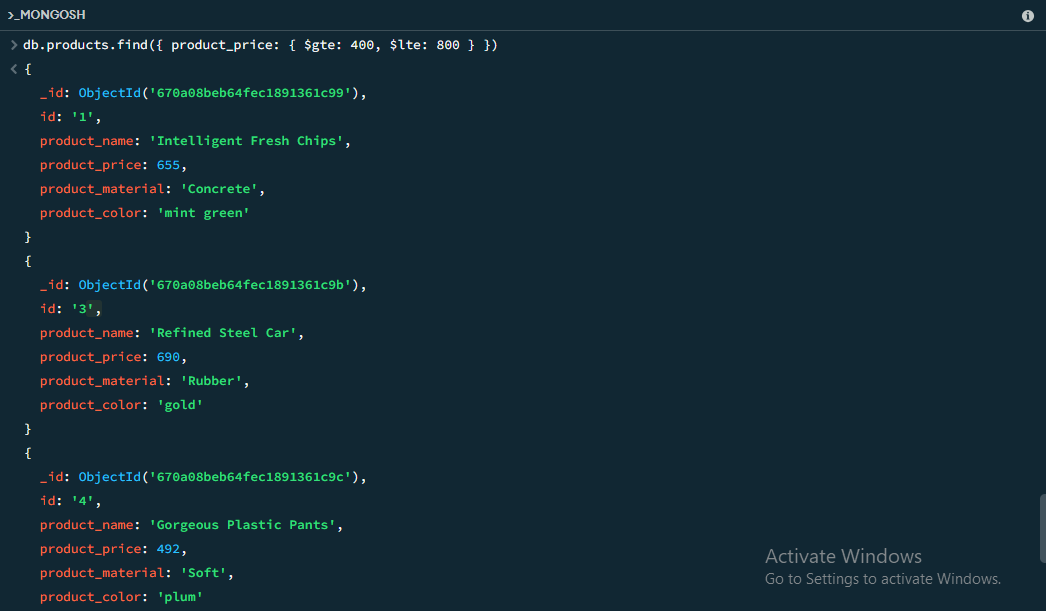 >_MONGOSH
> db.products.find({ product_price: { $gte: 400, $lte: 800 } })
< {
_id: ObjectId('670a08beb64fec1891361c99'),
id: '1',
product_name: 'Intelligent Fresh Chips',
product_price: 655,
product_material: 'Concrete',
product_color: 'mint green'
}
{
_id: ObjectId('670a08beb64fec1891361c9b'),
id: '3',
product_name: 'Refined Steel Car',
product_price: 690,
product_material: 'Rubber',
product_color: 'gold'
}
{
_id: ObjectId('670a08beb64fec1891361c9c'),
id: '4',
product_name: 'Gorgeous Plastic Pants',
product_price: 492,
product_material: 'Soft',
product_color: 'plum'
Activate Windows
Go to Settings to activate Windows.